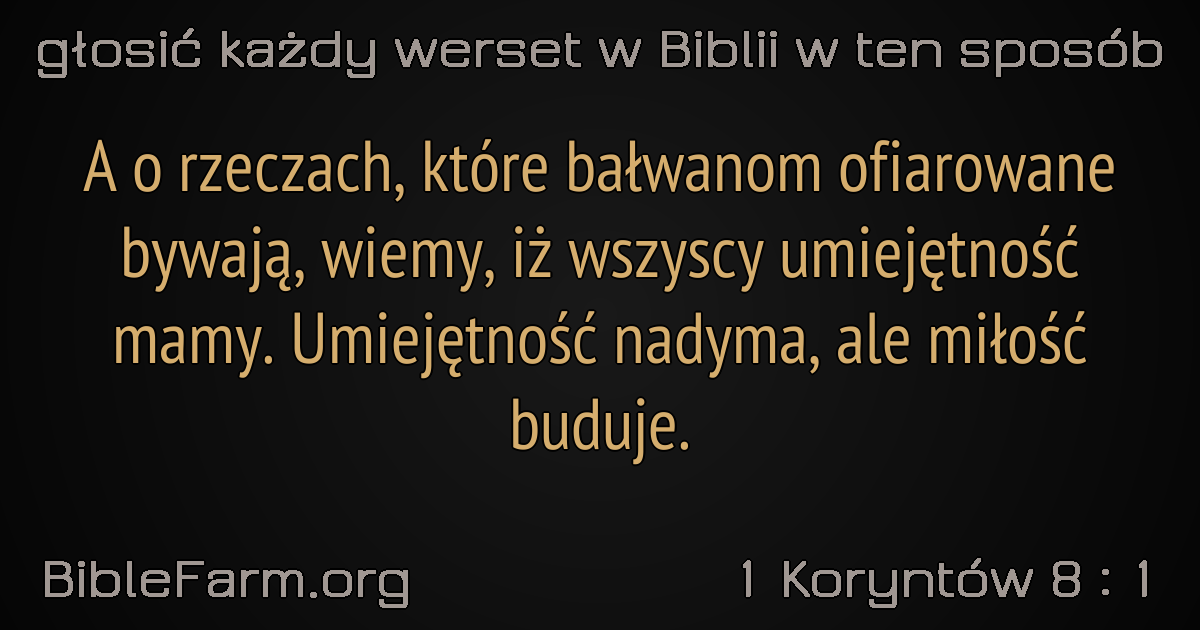 głosić każdy werset w Biblii w ten sposób
A o rzeczach, które bałwanom ofiarowane
bywają, wiemy, iż wszyscy umiejętność
mamy. Umiejętność nadyma, ale miłość
buduje.
BibleFarm.org
1 Koryntów 8 : 1